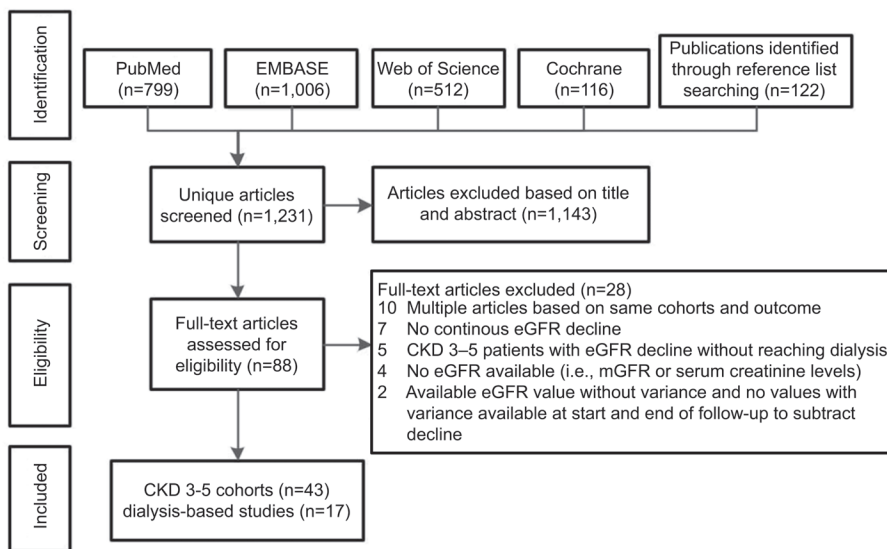 Identification
PubMed
(n=799)
EMBASE
(n=1,006)
Web of Science
(n=512)
Cochrane
(n=116)
Publications identified
through reference list
searching (n=122)
Screening
Unique articles
screened (n=1,231)
Articles excluded based on title
and abstract (n=1,143)
Eligibility
Full-text articles
assessed for
eligibility (n=88)
Full-text articles excluded (n=28)
10 Multiple articles based on same cohorts and outcome
7 No continous eGFR decline
5 CKD 3–5 patients with eGFR decline without reaching dialysis
4 No eGFR available (i.e., mGFR or serum creatinine levels)
2 Available eGFR value without variance and no values with
variance available at start and end of follow-up to subtract
decline
Included
CKD 3-5 cohorts (n=43)
dialysis-based studies (n=17)